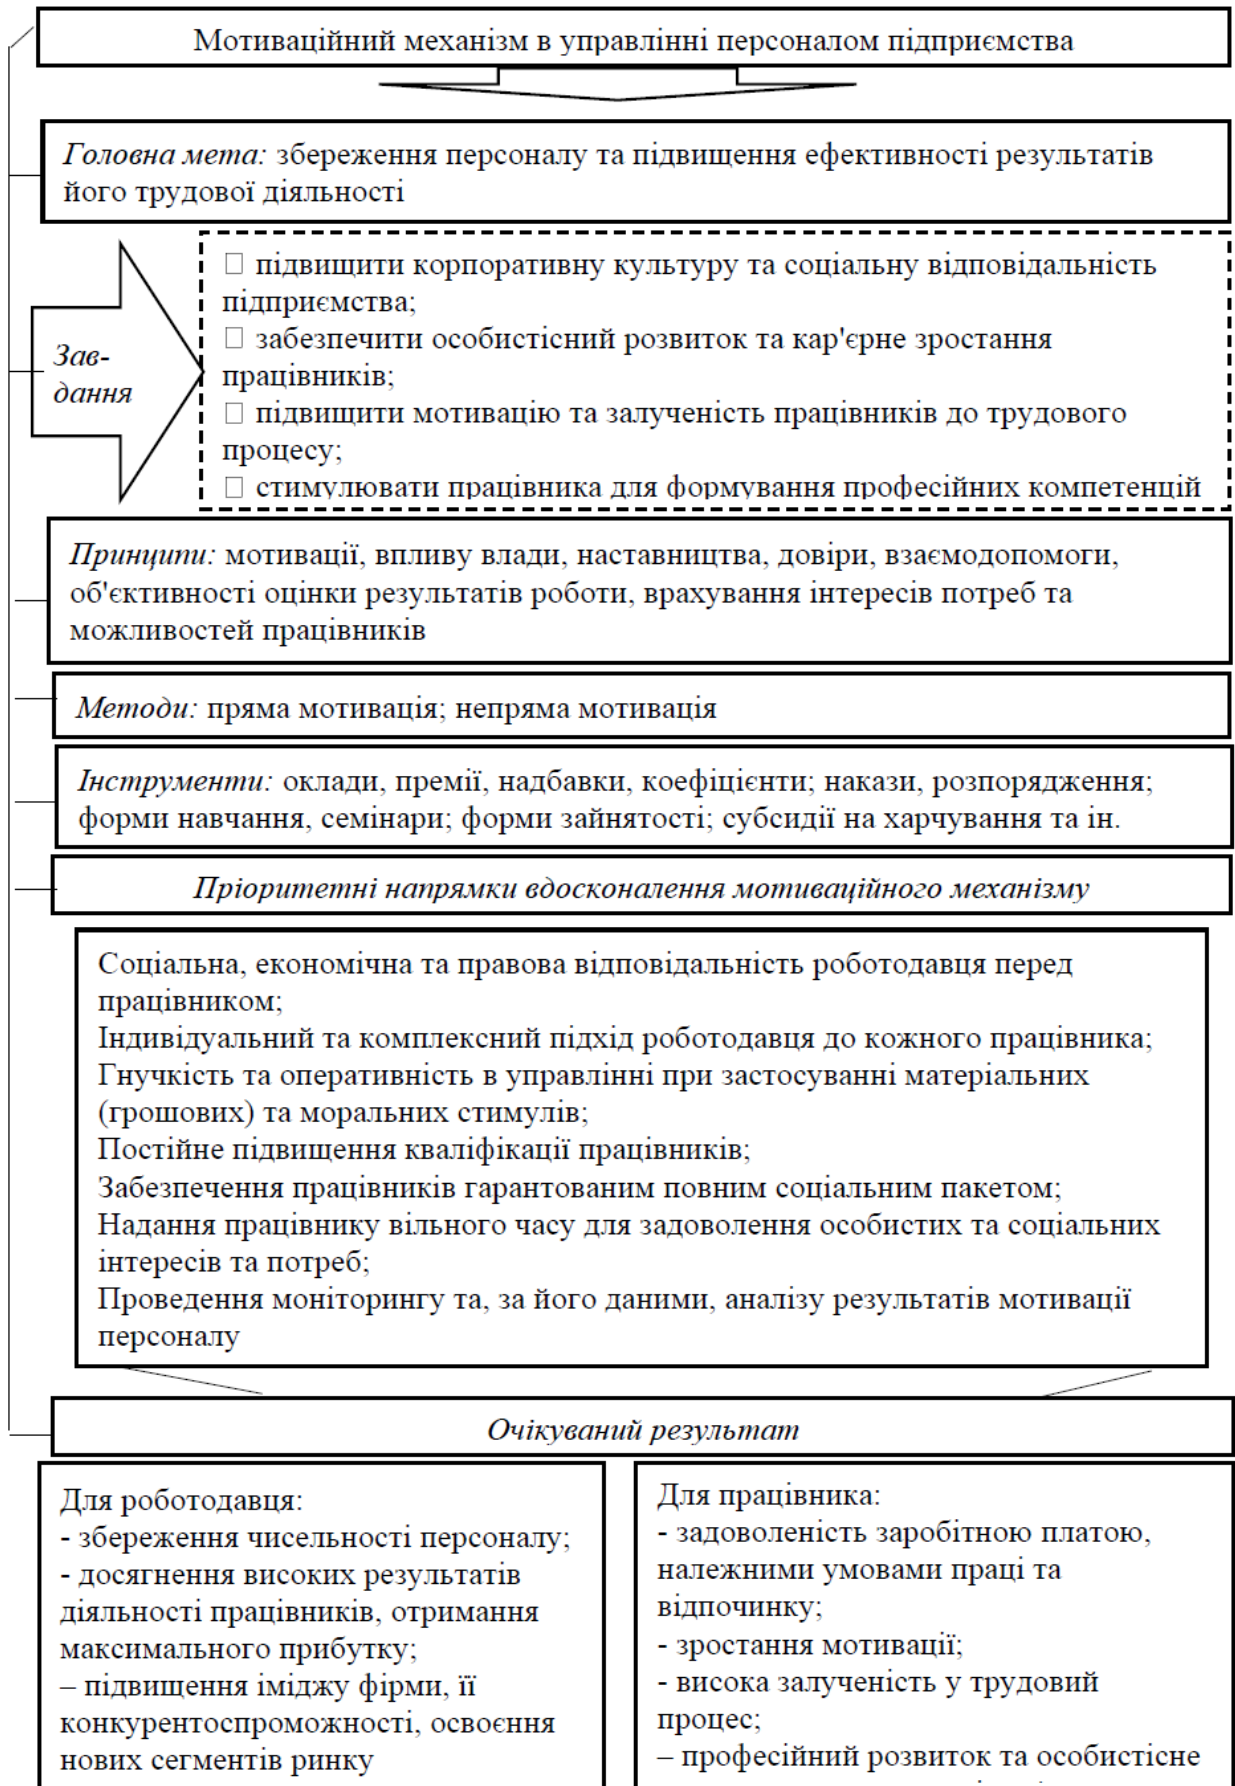 Мотиваційний механізм в управлінні персоналом підприємства
Головна мета: збереження персоналу та підвищення ефективності результатів
його трудової діяльності
Зав-
дання
□ підвищити корпоративну культуру та соціальну відповідальність
підприємства;
□ забезпечити особистісний розвиток та кар'єрне зростання
працівників;
□ підвищити мотивацію та залученість працівників до трудового
процесу;
□ стимулювати працівника для формування професійних компетенцій
Принципи: мотивації, впливу влади, наставництва, довіри, взаємодопомоги,
об'єктивності оцінки результатів роботи, врахування інтересів потреб та
можливостей працівників
Методи: пряма мотивація; непряма мотивація
Інструменти: оклади, премії, надбавки, коефіцієнти; накази, розпорядження;
форми навчання, семінари; форми зайнятості; субсидії на харчування та ін.
Пріоритетні напрямки вдосконалення мотиваційного механізму
Соціальна, економічна та правова відповідальність роботодавця перед
працівником;
Індивідуальний та комплексний підхід роботодавця до кожного працівника;
Гнучкість та оперативність в управлінні при застосуванні матеріальних
(грошових) та моральних стимулів;
Постійне підвищення кваліфікації працівників;
Забезпечення працівників гарантованим повним соціальним пакетом;
Надання працівнику вільного часу для задоволення особистих та соціальних
інтересів та потреб;
Проведення моніторингу та, за його даними, аналізу результатів мотивації
персоналу
Очікуваний результат
Для роботодавця:
- збереження чисельності персоналу;
- досягнення високих результатів
діяльності працівників, отримання
максимального прибутку;
– підвищення іміджу фірми, її
конкурентоспроможності, освоєння
нових сегментів ринку
Для працівника:
- задоволеність заробітною платою,
належними умовами праці та
відпочинку;
- зростання мотивації;
- висока залученість у трудовий
процес;
– професійний розвиток та особистісне